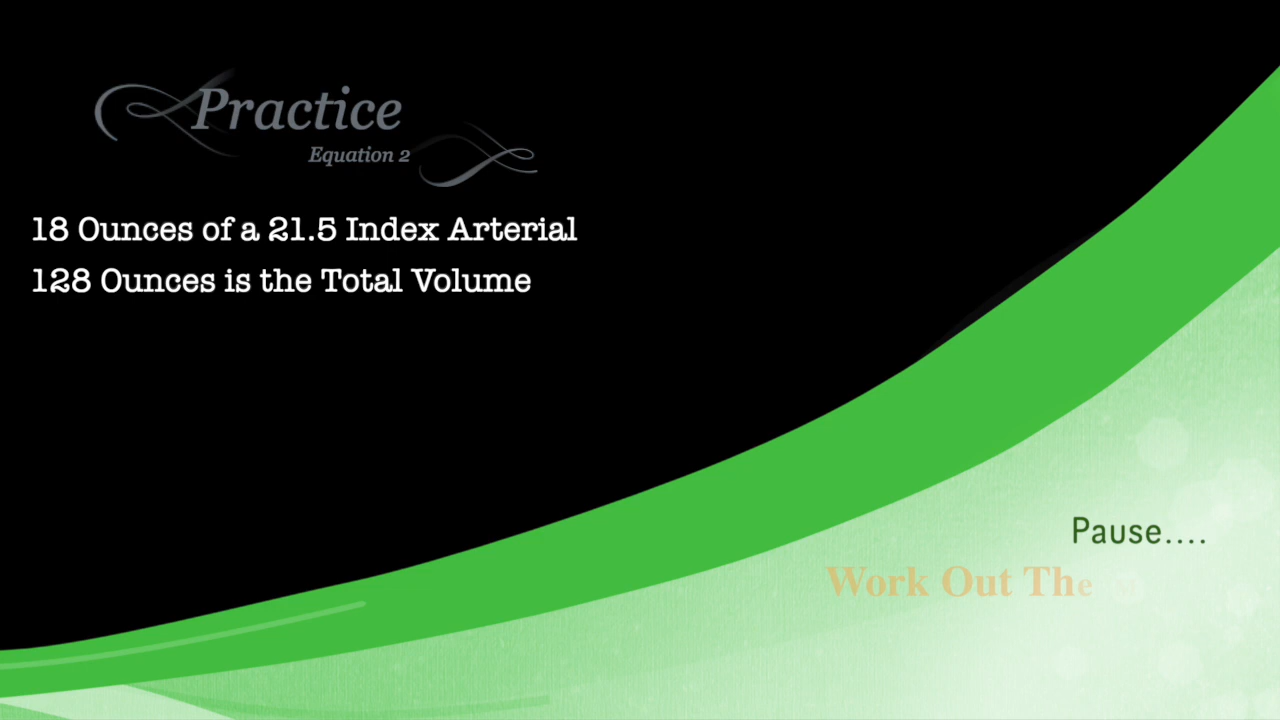 Practice
Equation 2
18 Ounces of a 21.5 Index Arterial
128 Ounces is the Total Volume
Pause....
Work Out The